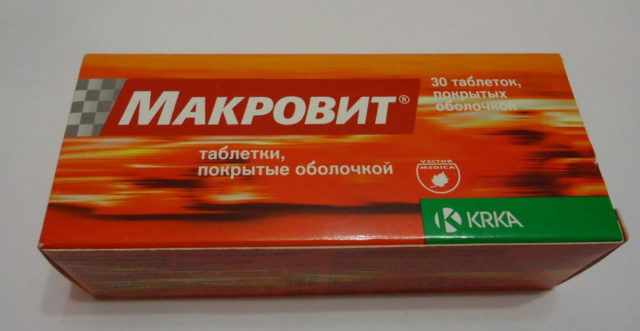 МАКРОВИТ®
30 таблеток,
покрытых
оболочкой
таблетки,
покрытые оболочкой
VECTOR
MEDICA
KRKA